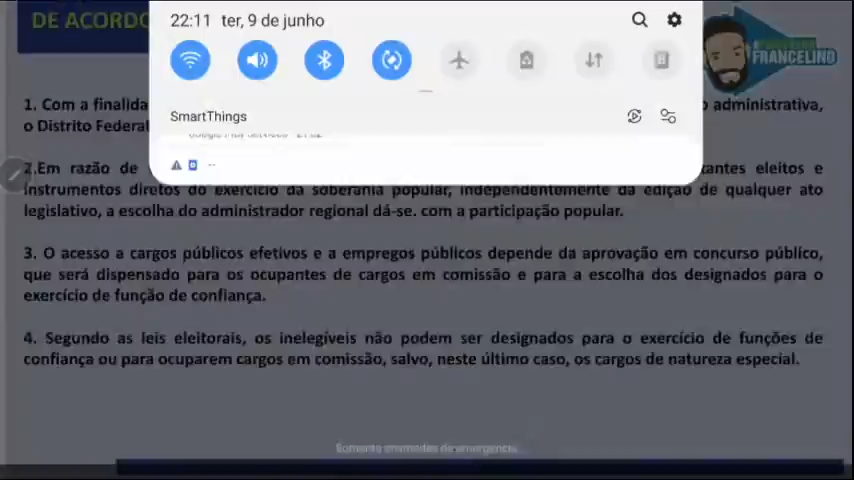 DE ACORDO
22:11 ter, 9 de junho
FRANCELINO
SmartThings
1. Com a finalida
o administrativa,
o Distrito Federal
2.Em razão de
tantes eleitos e
instrumentos diretos do exercício da soberania popular, independentemente da edição de qualquer ato
legislativo, a escolha do administrador regional dá-se. com a participação popular.
3. O acesso a cargos públicos efetivos e a empregos públicos depende da aprovação em concurso público,
que será dispensado para os ocupantes de cargos em comissão e para a escolha dos designados para o
exercício de função de confiança.
4. Segundo as leis eleitorais, os inelegíveis não podem ser designados para o exercício de funções de
confiança ou para ocuparem cargos em comissão, salvo, neste último caso, os cargos de natureza especial.
Somente chamadas de emergência